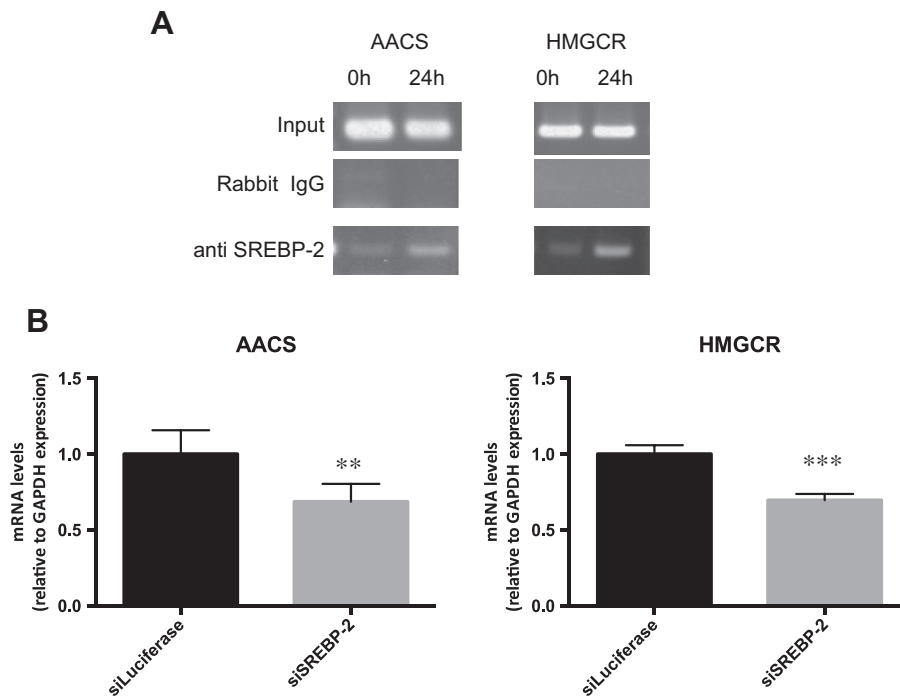 A
AACS HMGCR
0h 24h 0h 24h
Input
Rabbit IgG
anti SREBP-2
B
AACS
mRNA levels
(relative to GAPDH expression)
1.5
1.0
0.5
0.0
**
siLuciferase
siSREBP-2
HMGCR
mRNA levels
(relative to GAPDH expression)
1.5
1.0
0.5
0.0
***
siLuciferase
siSREBP-2